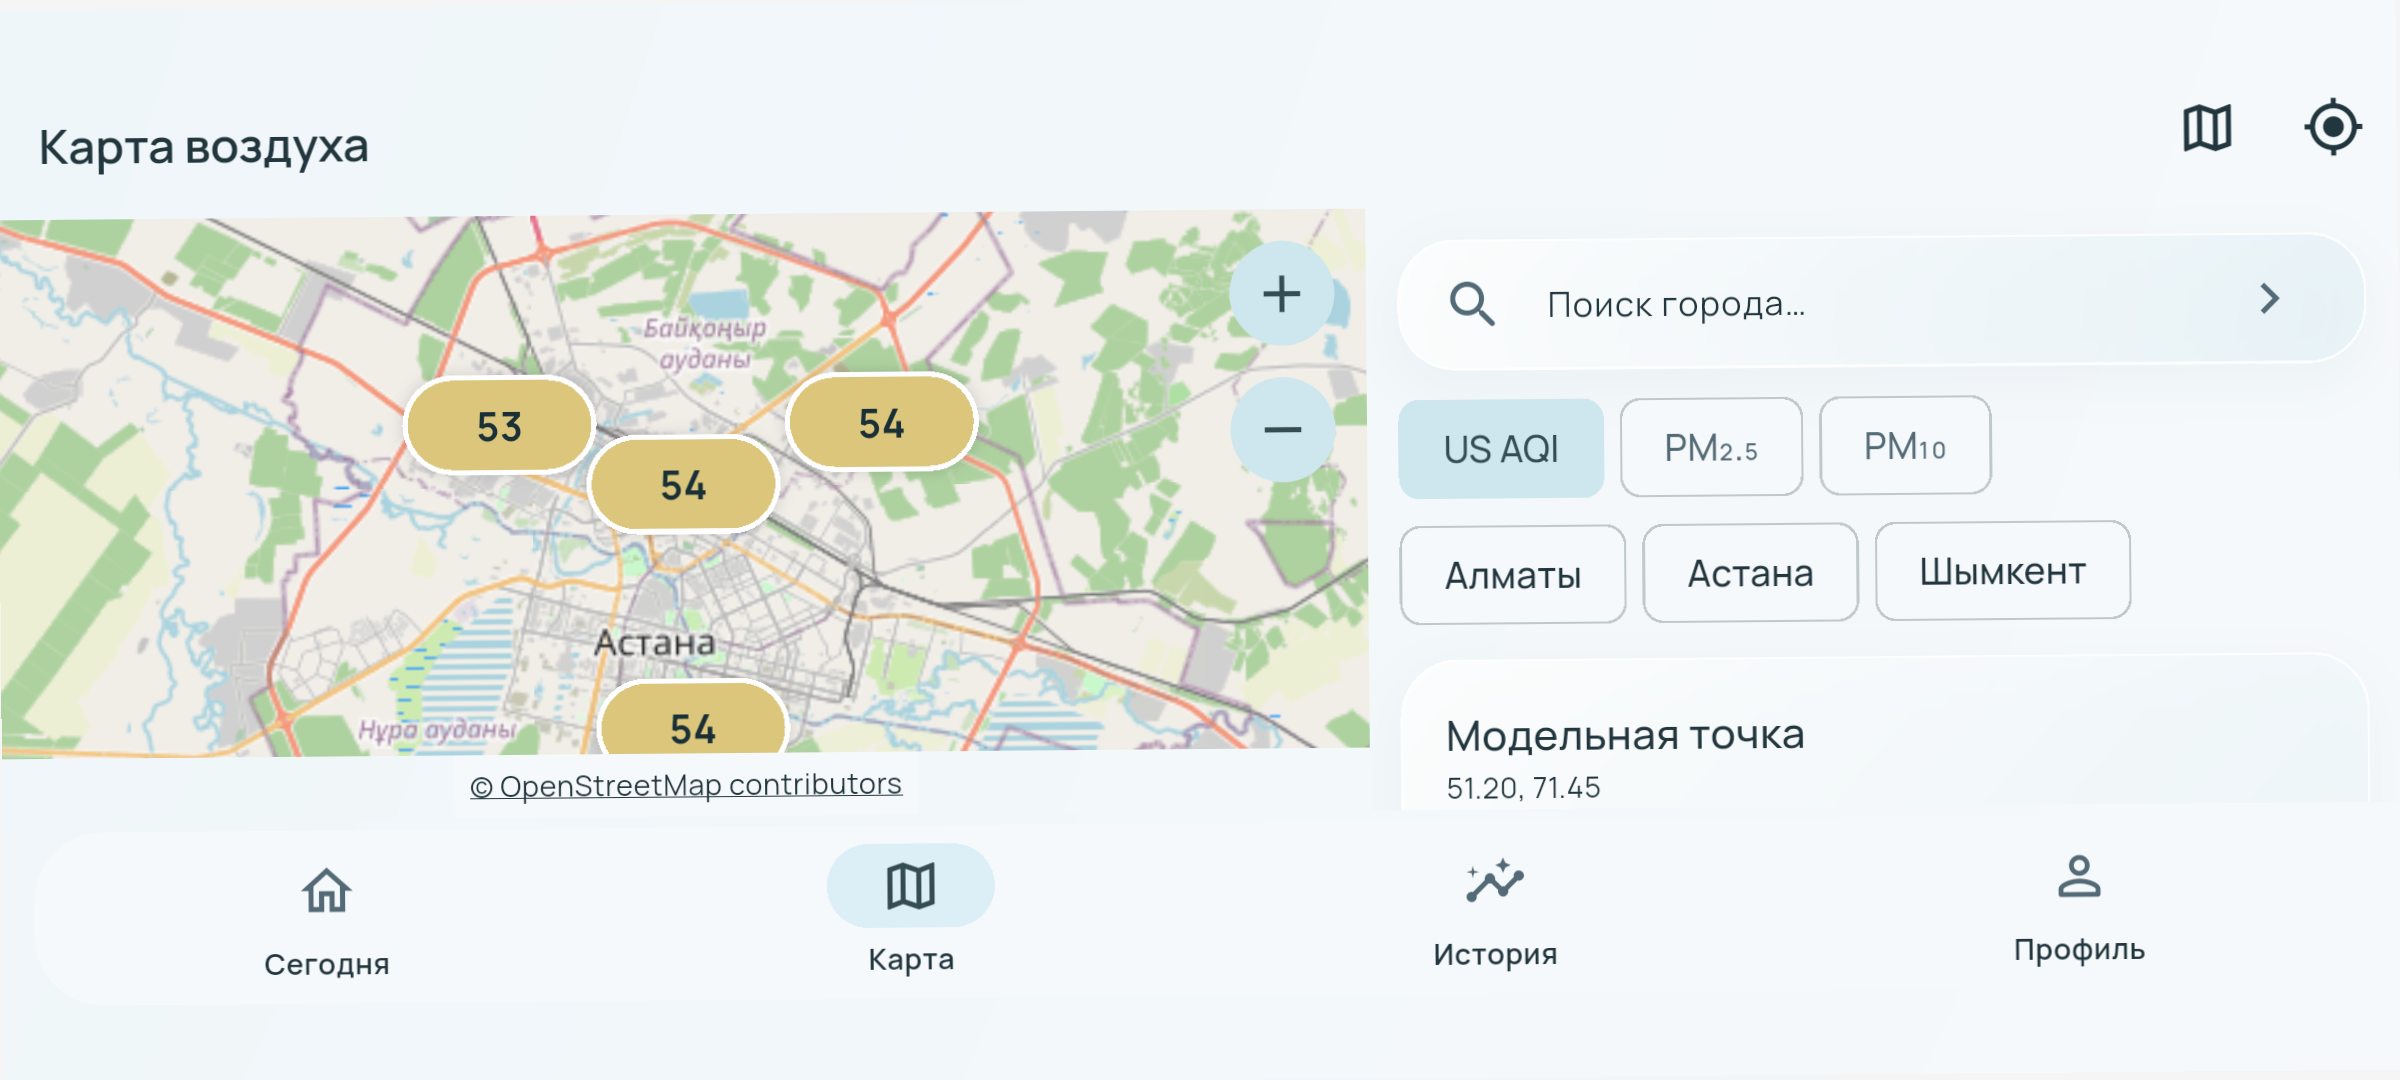 Карта воздуха
Байқоңыр
ауданы
53
54
54
Астана
Нұра ауданы
54
© OpenStreetMap contributors
Поиск города...
US AQI
PM2.5
PM10
Алматы
Астана
Шымкент
Модельная точка
51.20, 71.45
Сегодня
Карта
История
Профиль